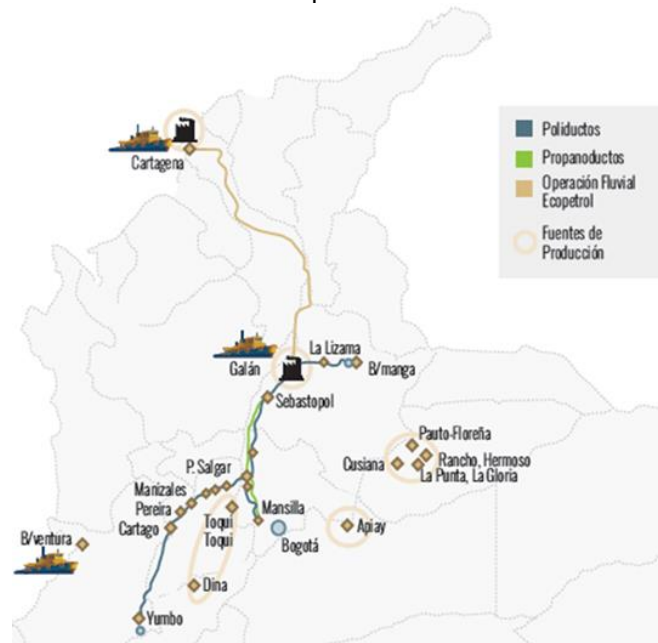 Cartagena
Poliductos
Propanoductos
Operación Fluvial
Ecopetrol
Fuentes de
Producción
Galán
La Lizama
B/manga
Sebastopol
Pauto-Floreña
Cusiana
Rancho, Hermoso
La Punta, La Gloria
P. Salgar
Manizales
Pereira
Cartago
Toqui
Toqui
Mansilla
Bogotá
Apiay
B/ventura
Dina
Yumbo